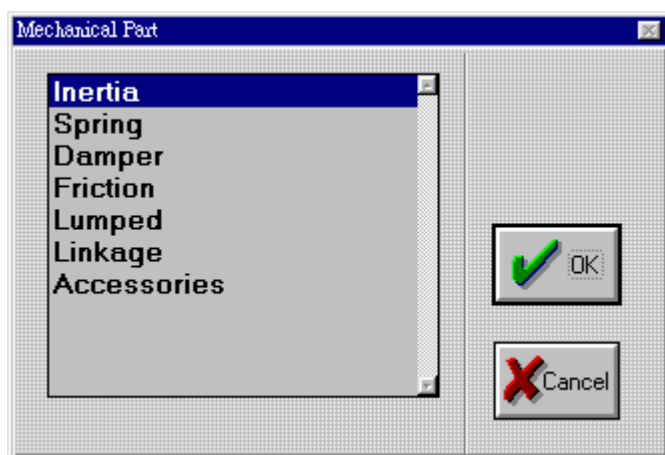 Mechanical Part
Inertia
Spring
Damper
Friction
Lumped
Linkage
Accessories
OK
Cancel